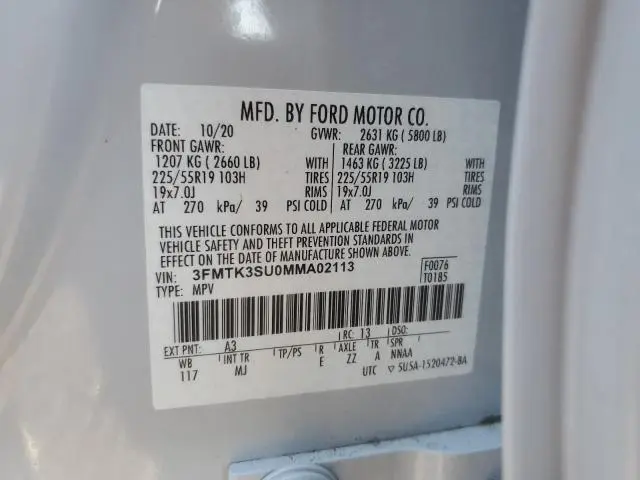 MFD. BY FORD MOTOR CO.
DATE: 10/20 GVWR: 2631 KG ( 5800 LB)
FRONT GAWR: REAR GAWR:
1207 KG ( 2660 LB) WITH 1463 KG ( 3225 LB) WITH
225/55R19 103H TIRES 225/55R19 103H TIRES
19x7.0J RIMS 19x7.0J RIMS
AT 270 kPa/ 39 PSI COLD AT 270 kPa/ 39 PSI COLD
THIS VEHICLE CONFORMS TO ALL APPLICABLE FEDERAL MOTOR
VEHICLE SAFETY AND THEFT PREVENTION STANDARDS IN
EFFECT ON THE DATE OF MANUFACTURE SHOWN ABOVE.
VIN: 3FMTK3SU0MMA02113 F0076
TYPE: MPV T0185
EXT PNT: A3 RC: 13 DSO:
WB INT TR TP/PS R AXLE TR SPR
117 MJ E ZZ A NNAA
UTC ▽ 5U5A-1520472-BA